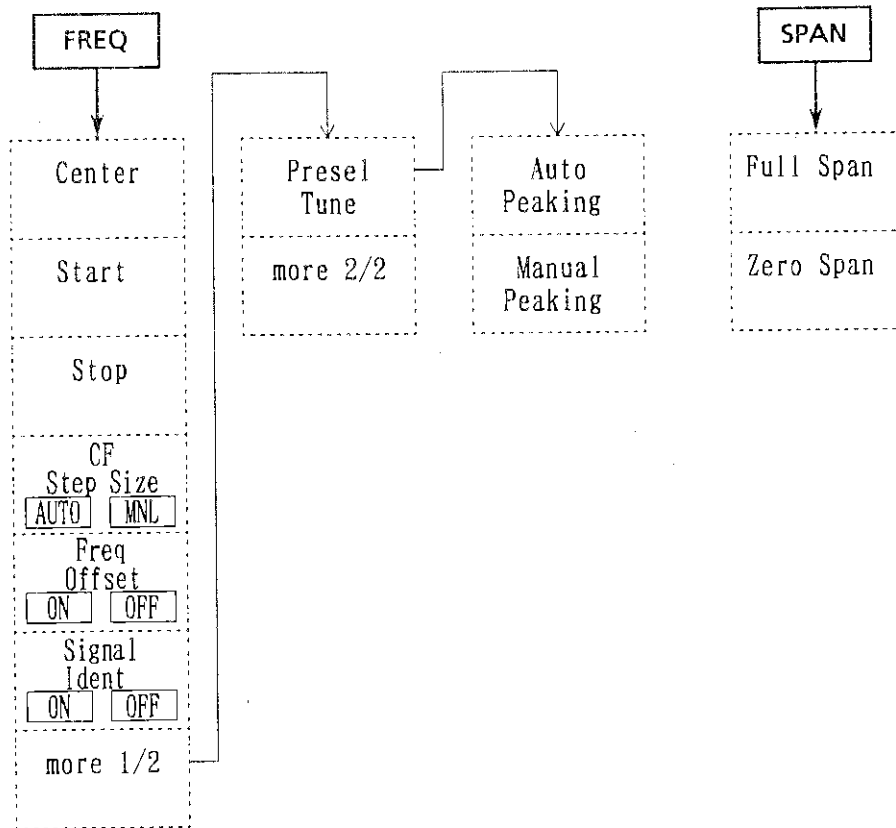 FREQ
Center
Start
Stop
CF
Step Size
AUTO MNL
Freq
Offset
ON OFF
Signal
Ident
ON OFF
more 1/2
Presel
Tune
more 2/2
Auto
Peaking
Manual
Peaking
SPAN
Full Span
Zero Span